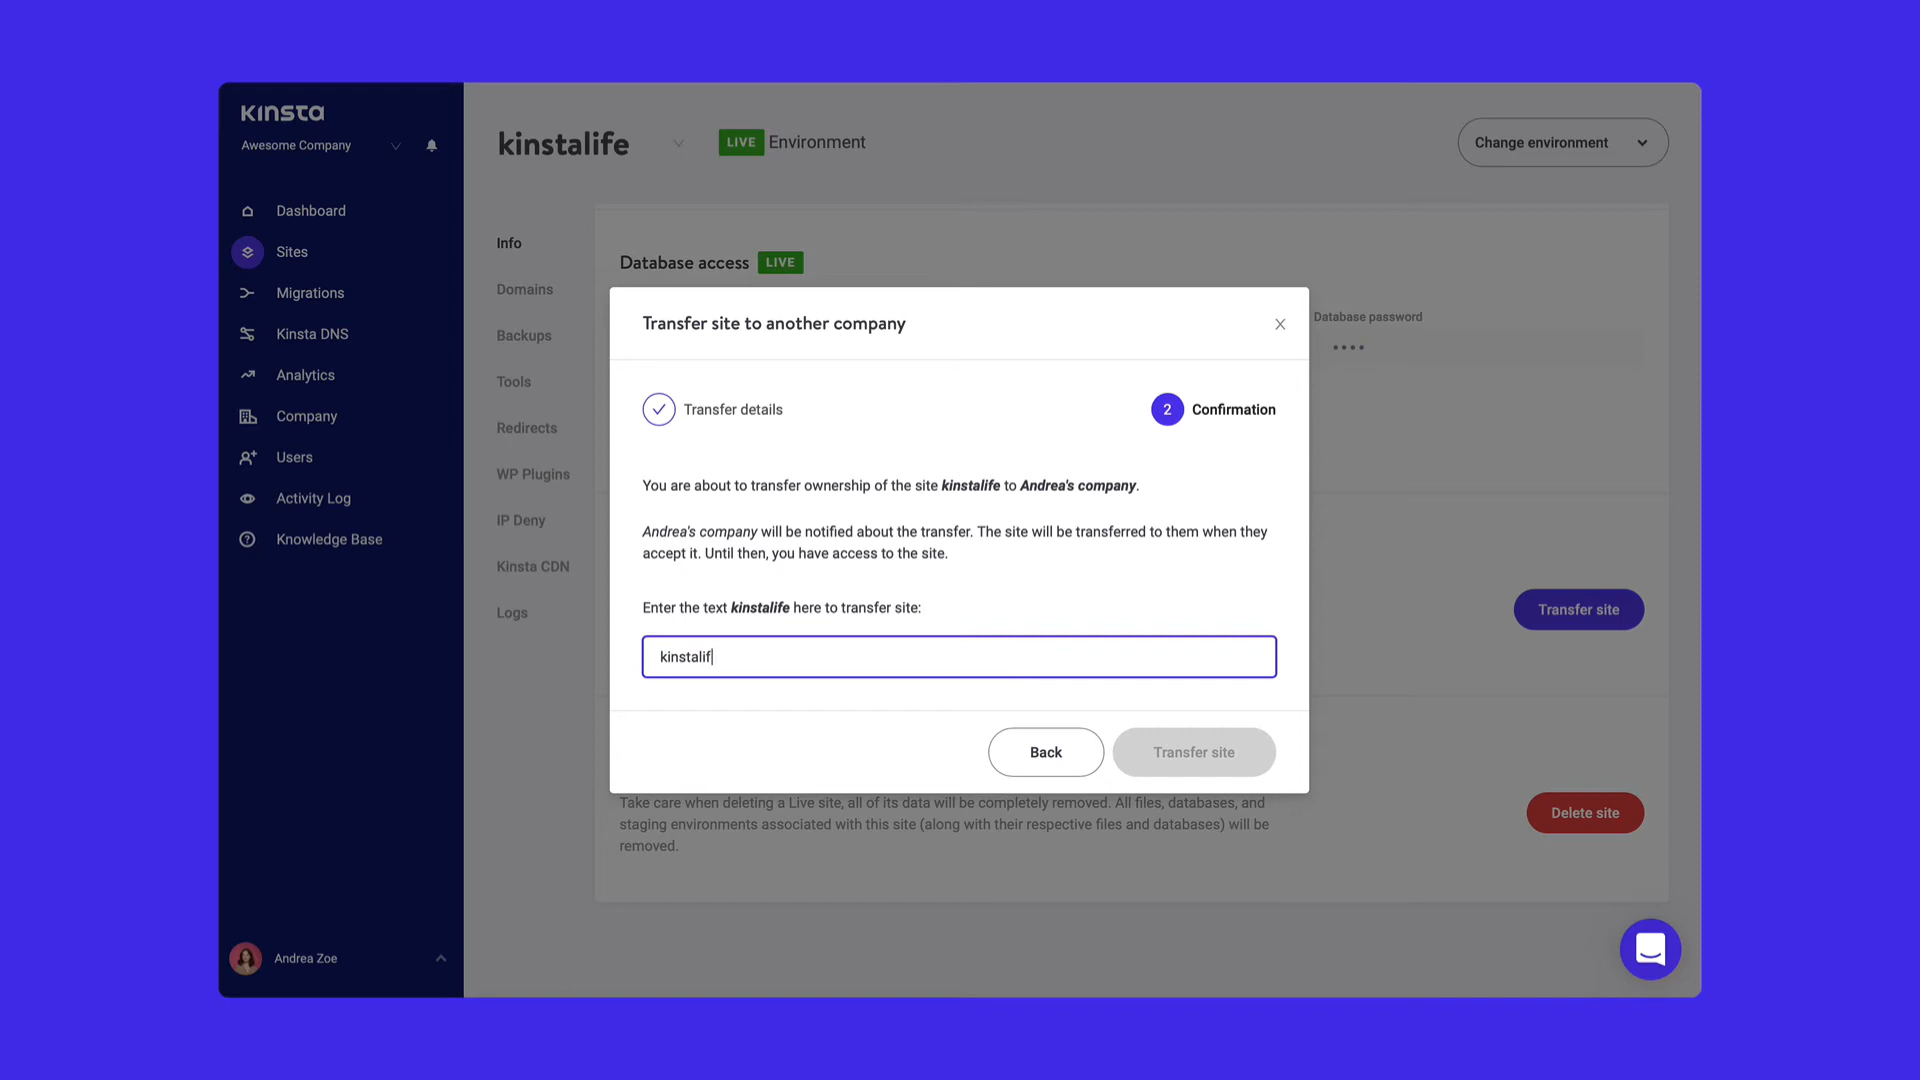 Kinsta
Awesome Company
Dashboard
Sites
Migrations
Kinsta DNS
Analytics
Company
Users
Activity Log
Knowledge Base
Andrea Zoe
kinstalife
LIVE Environment
Change environment
Info
Domains
Backups
Tools
Redirects
WP Plugins
IP Deny
Kinsta CDN
Logs
Database access LIVE
Database password
Transfer site to another company
Transfer details
2 Confirmation
You are about to transfer ownership of the site kinstalife to Andrea's company.
Andrea's company will be notified about the transfer. The site will be transferred to them when they
accept it. Until then, you have access to the site.
Enter the text kinstalife here to transfer site:
kinstalif
Back
Transfer site
Transfer site
Take care when deleting a Live site, all of its data will be completely removed. All files, databases, and
staging environments associated with this site (along with their respective files and databases) will be
removed.
Delete site